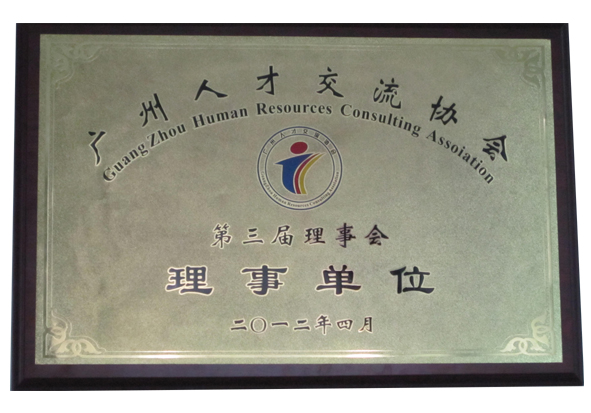 广州人才交流协会
GuangZhou Human Resources Consulting Assoiation
第三届理事会
理事单位
二〇一二年四月